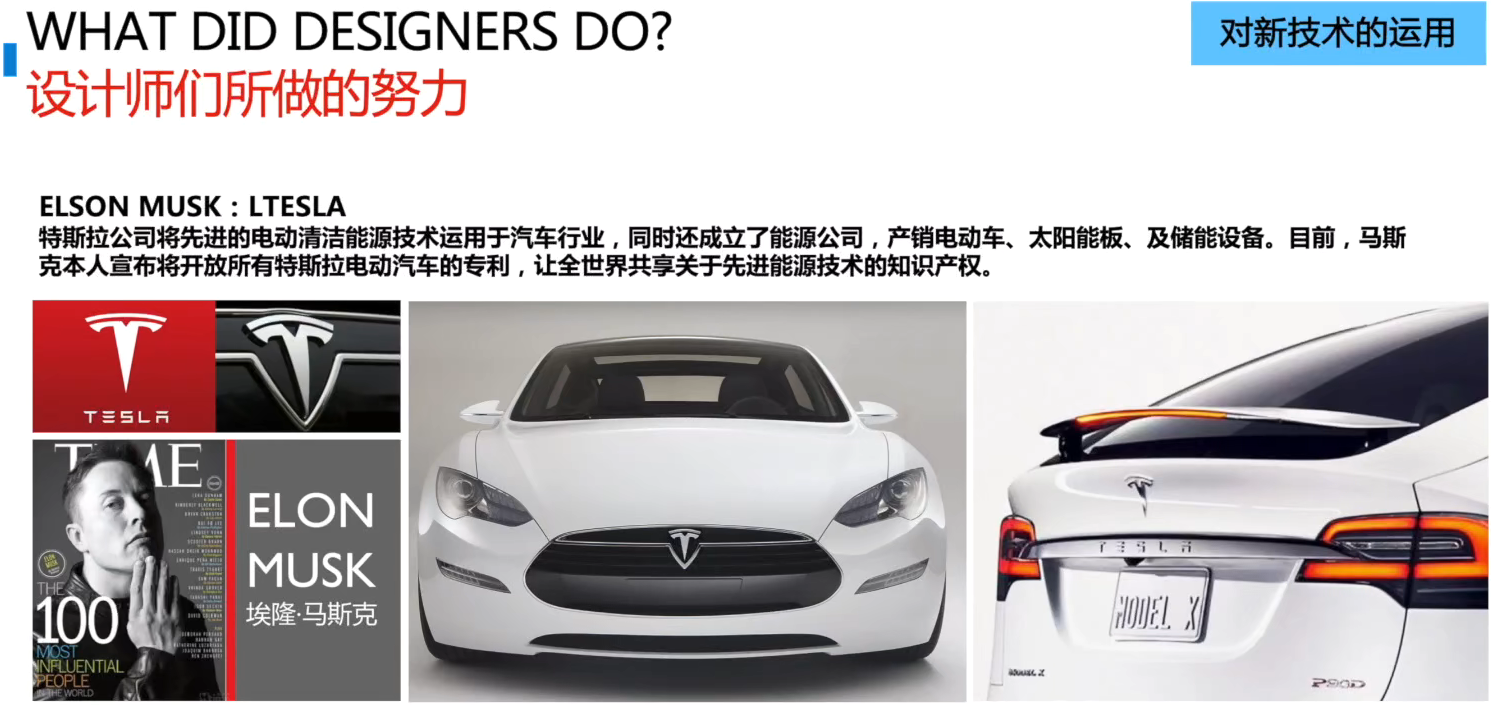 WHAT DID DESIGNERS DO?
设计师们所做的努力
对新技术的运用
ELSON MUSK：LTESLA
特斯拉公司将先进的电动清洁能源技术运用于汽车行业，同时还成立了能源公司，产销电动车、太阳能板、及储能设备。目前，马斯
克本人宣布将开放所有特斯拉电动汽车的专利，让全世界共享关于先进能源技术的知识产权。
TESLA
TIME
THE
100
MOST
INFLUENTIAL
PEOPLE
IN THE WORLD
ELON
MUSK
埃隆·马斯克
TESLA
MODEL X
MODEL X
P90D